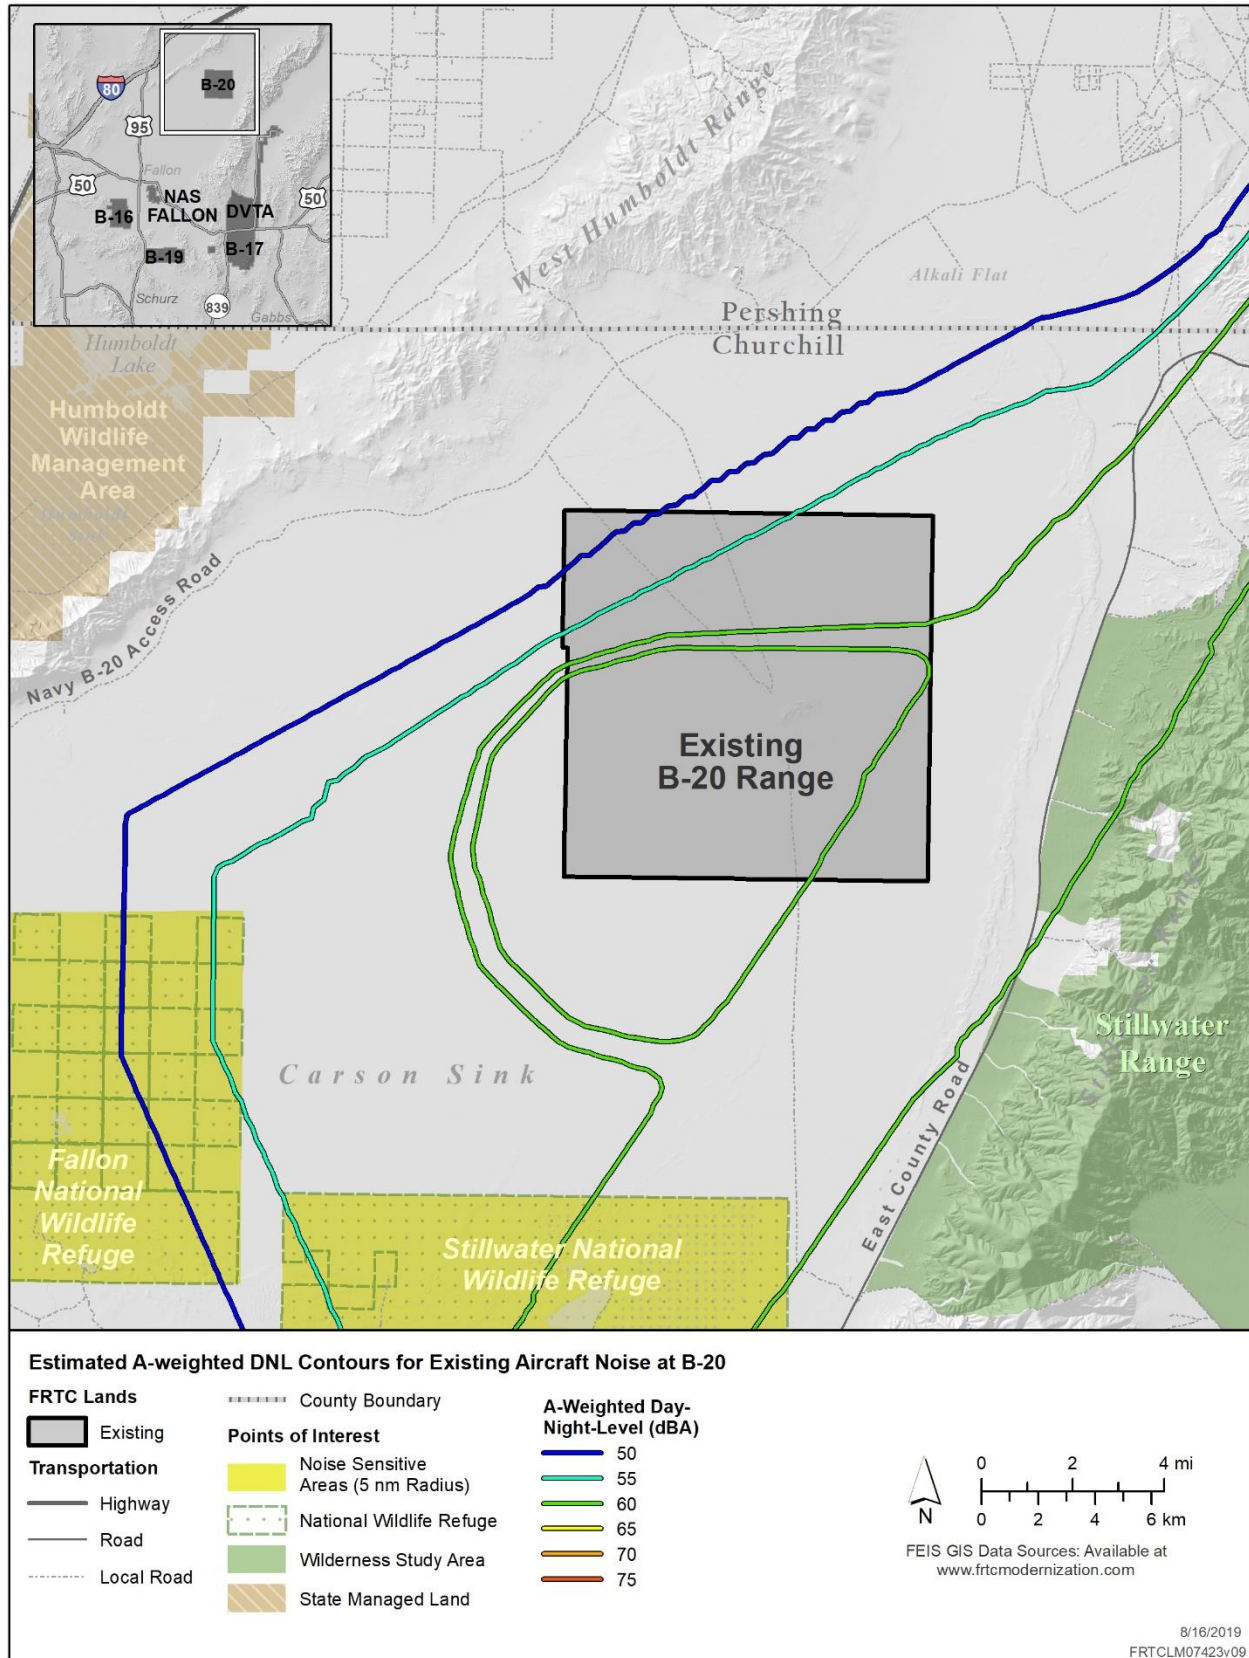 80
B-20
95
Fallon
50
NAS
FALLON
DVTA
50
B-16
B-19
B-17
Schurz
839
Gabbs
West Humboldt Range
Alkali Flat
Pershing
Churchill
Humboldt
Lake
Humboldt
Wildlife
Management
Area
Navy B-20 Access Road
Existing
B-20 Range
Stillwater Range
Stillwater
Range
Carson Sink
East County Road
Fallon
National
Wildlife
Refuge
Stillwater National
Wildlife Refuge
Estimated A-weighted DNL Contours for Existing Aircraft Noise at B-20
FRTC Lands
Existing
Transportation
Highway
Road
Local Road
County Boundary
Points of Interest
Noise Sensitive
Areas (5 nm Radius)
National Wildlife Refuge
Wilderness Study Area
State Managed Land
A-Weighted Day-
Night-Level (dBA)
50
55
60
65
70
75
N
0 2 4 mi
0 2 4 6 km
FEIS GIS Data Sources: Available at
www.frtcmodernization.com
8/16/2019
FRTCLM07423v09